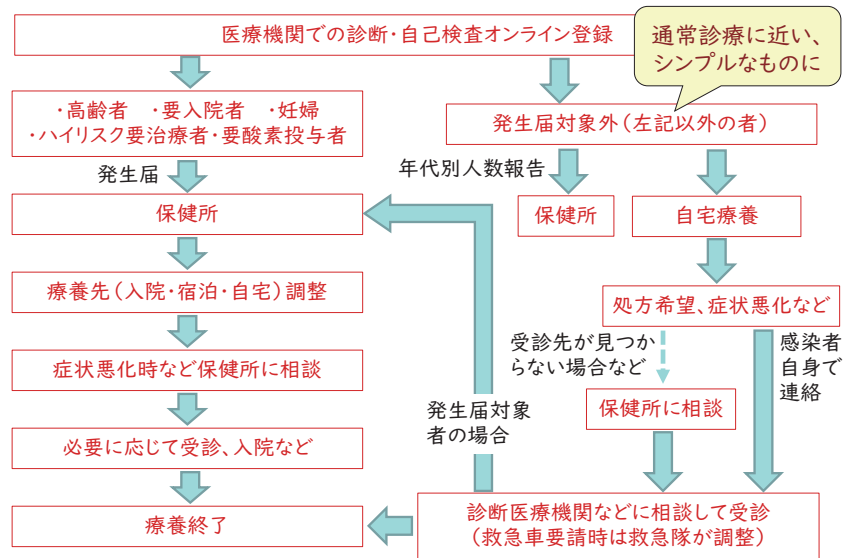 医療機関での診断・自己検査オンライン登録
通常診療に近い、
シンプルなものに
・高齢者　・要入院者　・妊婦
・ハイリスク要治療者・要酸素投与者
発生届対象外（左記以外の者）
発生届
年代別人数報告
保健所
保健所
自宅療養
療養先（入院・宿泊・自宅）調整
処方希望、症状悪化など
受診先が見つか
らない場合など
感染者
自身で
連絡
症状悪化時など保健所に相談
発生届対象
者の場合
保健所に相談
必要に応じて受診、入院など
療養終了
診断医療機関などに相談して受診
（救急車要請時は救急隊が調整）